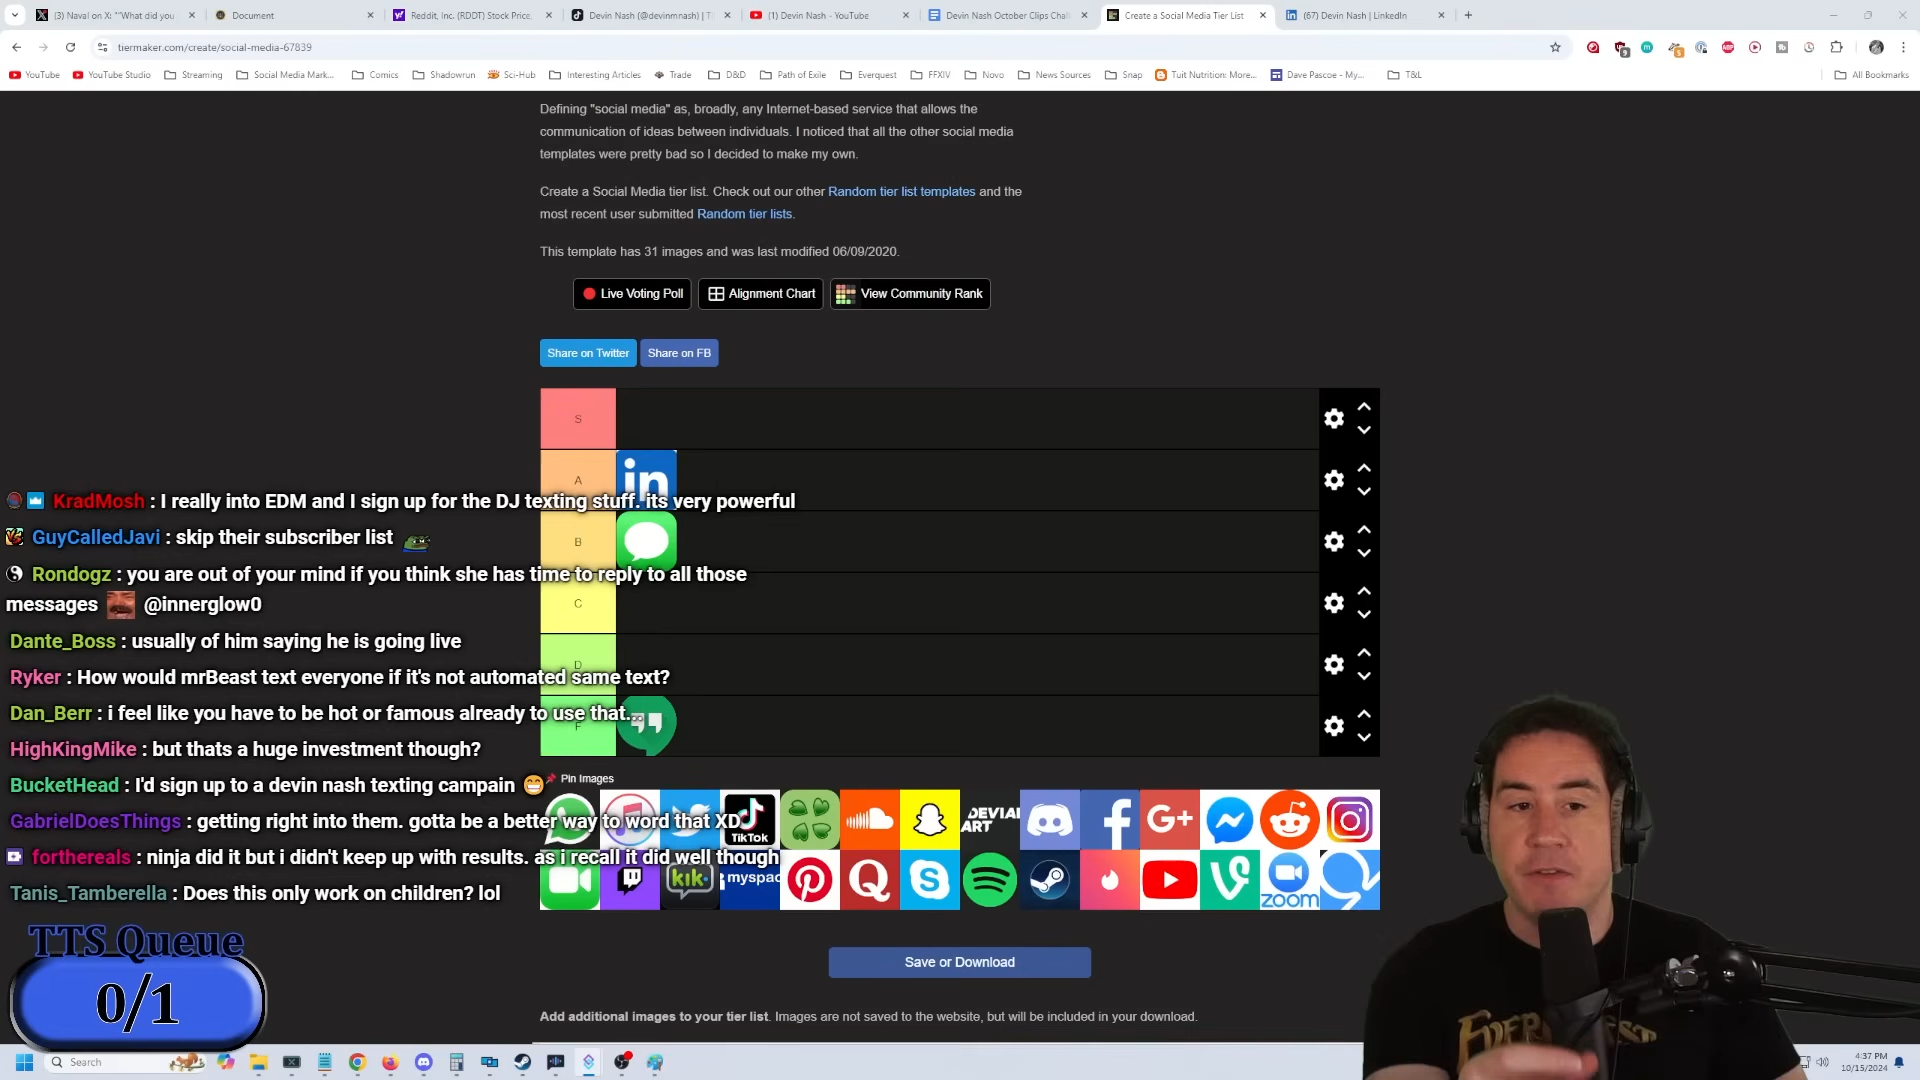 (3) Naval on X: ""What did you
Document
Reddit, Inc. (RDDT) Stock Price,
Devin Nash (@devinmnash) | T
(1) Devin Nash - YouTube
Devin Nash October Clips Chal
Create a Social Media Tier List
(67) Devin Nash | LinkedIn
tiermaker.com/create/social-media-67839
YouTube
YouTube Studio
Streaming
Social Media Mark...
Comics
Shadowrun
Sci-Hub
Interesting Articles
Trade
D&D
Path of Exile
Everquest
FFXIV
Novo
News Sources
Snap
Tuit Nutrition: More...
Dave Pascoe - My...
T&L
All Bookmarks
Defining "social media" as, broadly, any Internet-based service that allows the
communication of ideas between individuals. I noticed that all the other social media
templates were pretty bad so I decided to make my own.
Create a Social Media tier list. Check out our other Random tier list templates and the
most recent user submitted Random tier lists.
This template has 31 images and was last modified 06/09/2020.
Live Voting Poll
Alignment Chart
View Community Rank
Share on Twitter
Share on FB
S
A
in
B
C
D
F
KradMosh : I really into EDM and I sign up for the DJ texting stuff. its very powerful
GuyCalledJavi : skip their subscriber list
Rondogz : you are out of your mind if you think she has time to reply to all those
messages @innerglow0
Dante_Boss : usually of him saying he is going live
Ryker : How would mrBeast text everyone if it's not automated same text?
Dan_Berr : i feel like you have to be hot or famous already to use that..
HighKingMike : but thats a huge investment though?
BucketHead : I'd sign up to a devin nash texting campain
GabrielDoesThings : getting right into them. gotta be a better way to word that XD
forthereals : ninja did it but i didn't keep up with results. as i recall it did well though
Tanis_Tamberella : Does this only work on children? lol
Pin Images
TikTok
DEVIANT
ART
f
G+
kik
myspac
Q
S
zoom
TTS Queue
0/1
Save or Download
Add additional images to your tier list. Images are not saved to the website, but will be included in your download.
Search
4:37 PM
10/15/2024